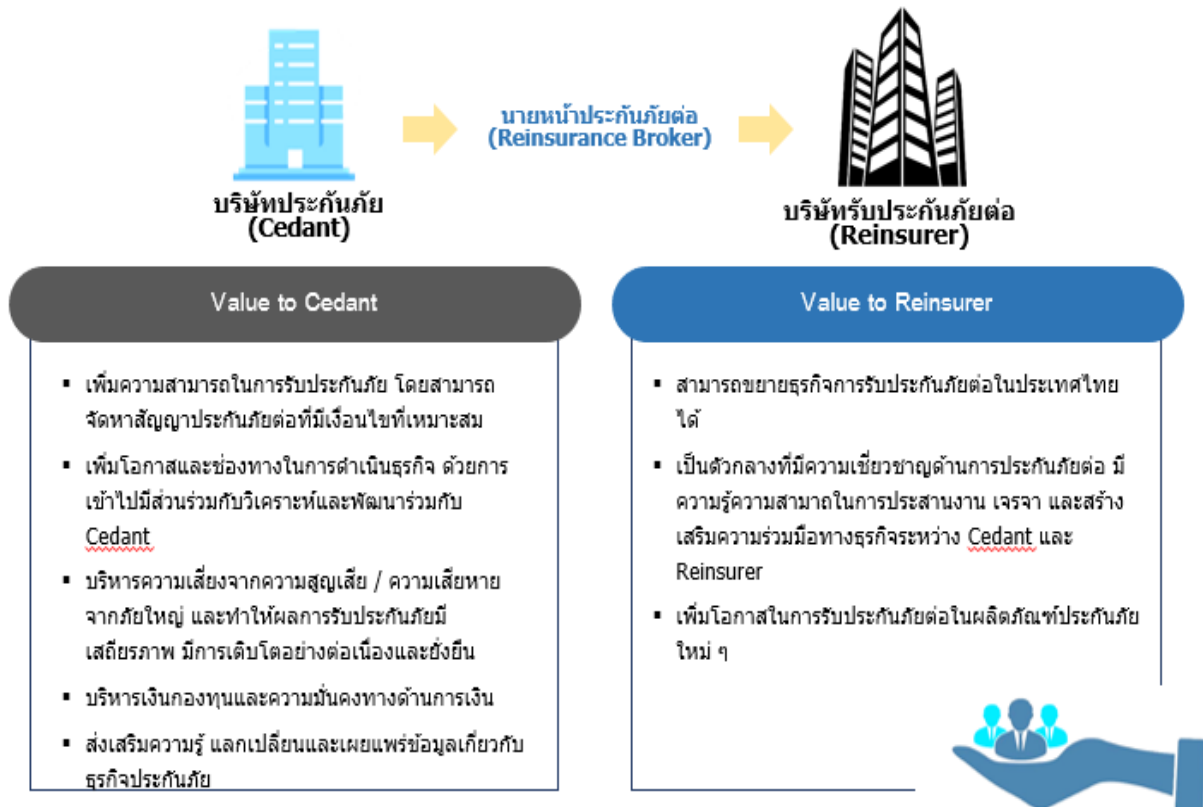 นายหน้าประกันภัยต่อ
(Reinsurance Broker)
บริษัทประกันภัย
(Cedant)
บริษัทรับประกันภัยต่อ
(Reinsurer)
Value to Cedant
▪ เพิ่มความสามารถในการรับประกันภัย โดยสามารถ
จัดหาสัญญาประกันภัยต่อที่มีเงื่อนไขที่เหมาะสม
▪ เพิ่มโอกาสและช่องทางในการดำเนินธุรกิจ ด้วยการ
เข้าไปมีส่วนร่วมกับวิเคราะห์และพัฒนาร่วมกับ
Cedant
▪ บริหารความเสี่ยงจากความสูญเสีย / ความเสียหาย
จากภัยใหญ่ และทำให้ผลการรับประกันภัยมี
เสถียรภาพ มีการเติบโตอย่างต่อเนื่องและยั่งยืน
▪ บริหารเงินกองทุนและความมั่นคงทางด้านการเงิน
▪ ส่งเสริมความรู้ แลกเปลี่ยนและเผยแพร่ข้อมูลเกี่ยวกับ
ธุรกิจประกันภัย
Value to Reinsurer
▪ สามารถขยายธุรกิจการรับประกันภัยต่อในประเทศไทย
ได้
▪ เป็นตัวกลางที่มีความเชี่ยวชาญด้านการประกันภัยต่อ มี
ความรู้ความสามาถในการประสานงาน เจรจา และสร้าง
เสริมความร่วมมือทางธุรกิจระหว่าง Cedant และ
Reinsurer
▪ เพิ่มโอกาสในการรับประกันภัยต่อในผลิตภัณฑ์ประกันภัย
ใหม่ ๆ